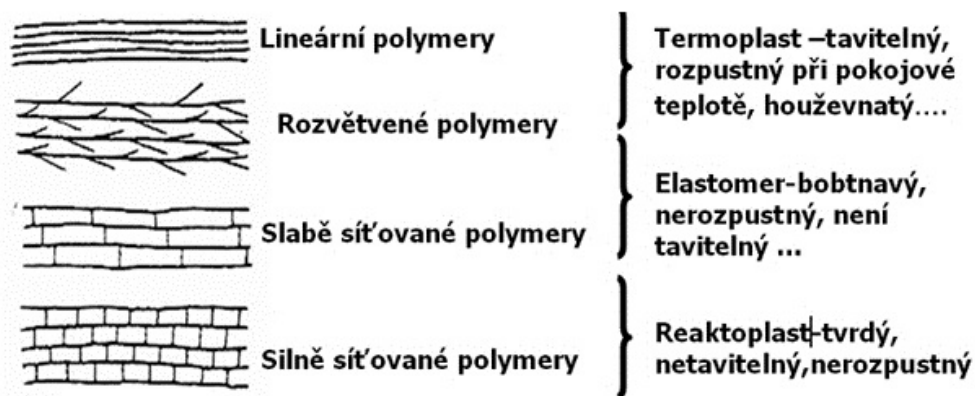 Lineární polymery
Rozvětvené polymery
Slabě síťované polymery
Silně síťované polymery
Termoplast –tavitelný,
rozpustný při pokojové
teplotě, houževnatý….
Elastomer-bobtnavý,
nerozpustný, není
tavitelný ...
Reaktoplast-tvrdý,
netavitelný,nerozpustný